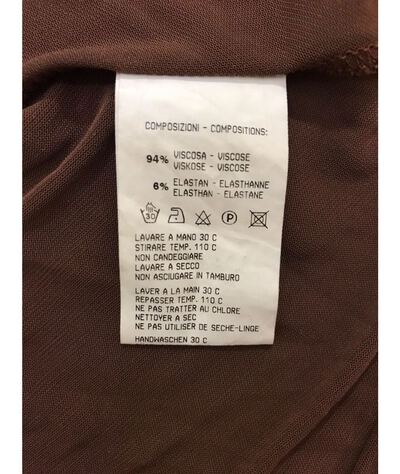 COMPOSIZIONI - COMPOSITIONS:
94% VISCOSA - VISCOSE
VISKOSE - VISCOSE
6% ELASTAN - ELASTHANNE
ELASTHAN - ELASTANE
30 P
LAVARE A MANO 30 C
STIRARE TEMP. 110 C
NON CANDEGGIARE
LAVARE A SECCO
NON ASCIUGARE IN TAMBURO
LAVER A LA MAIN 30 C
REPASSER TEMP. 110 C
NE PAS TRATTER AU CHLORE
NETTOYER A SEC
NE PAS UTILISER DE SECHE-LINGE
HANDWASCHEN 30 C